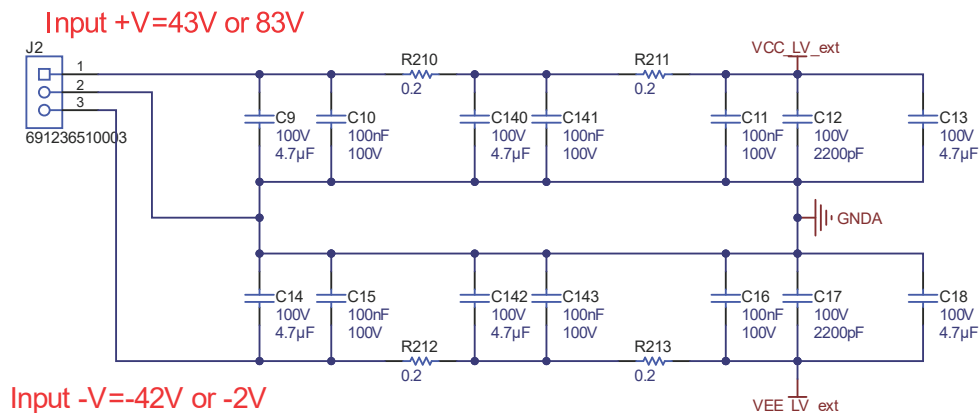 Input +V=43V or 83V
J2
1
2
3
691236510003
R210
0.2
R211
0.2
VCC_LV_ext
C9
100V
4.7µF
C10
100nF
100V
C140
100V
4.7µF
C141
100nF
100V
C11
100nF
100V
C12
100V
2200pF
C13
100V
4.7µF
GNDA
C14
100V
4.7µF
C15
100nF
100V
C142
100V
4.7µF
C143
100nF
100V
C16
100nF
100V
C17
100V
2200pF
C18
100V
4.7µF
R212
0.2
R213
0.2
Input -V=-42V or -2V
VEE_LV_ext